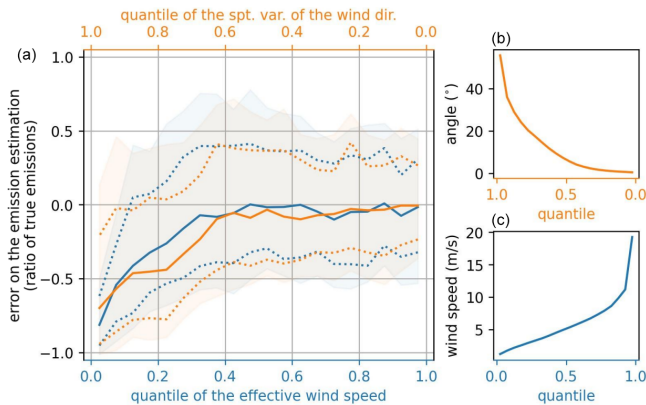 quantile of the spt. var. of the wind dir.
1.0 0.8 0.6 0.4 0.2 0.0
(a)
error on the emission estimation
(ratio of true emissions)
1.0
0.5
0.0
−0.5
−1.0
0.0 0.2 0.4 0.6 0.8 1.0
quantile of the effective wind speed
(b)
angle (°)
40
20
0
1.0 0.5 0.0
quantile
(c)
wind speed (m/s)
20
15
10
5
0.0 0.5 1.0
quantile